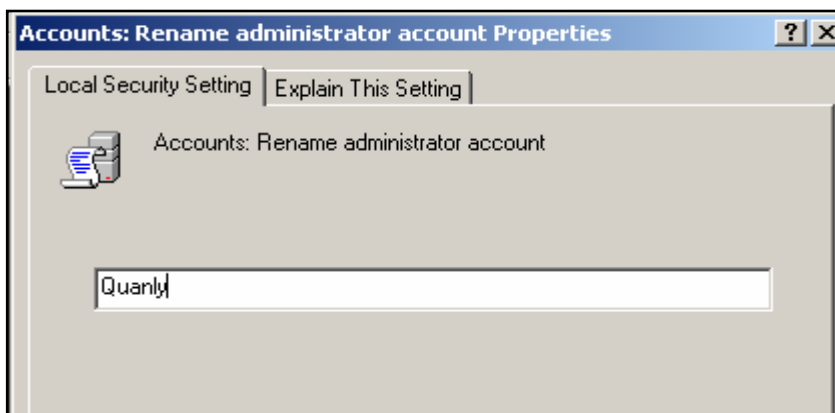 Accounts: Rename administrator account Properties
Local Security Setting
Explain This Setting
Accounts: Rename administrator account
Quanly